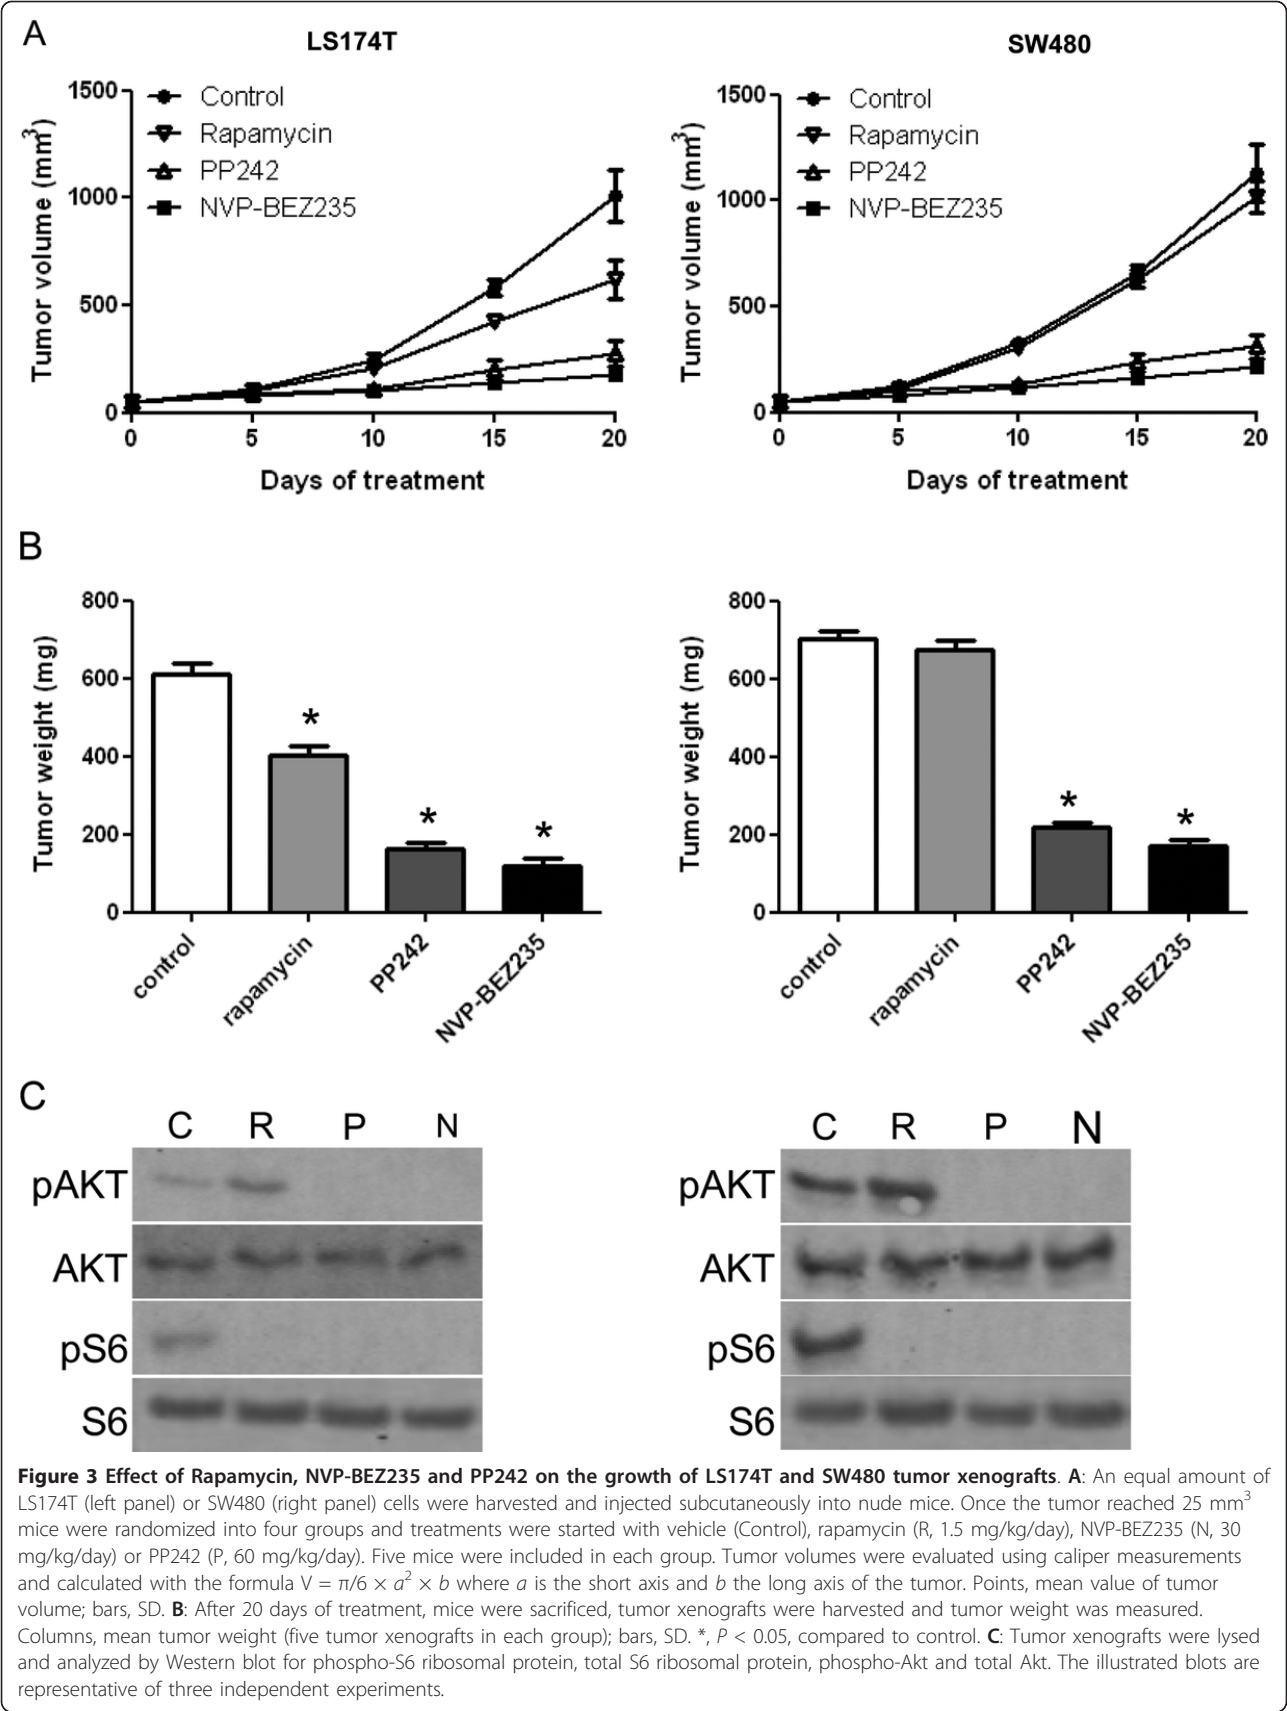 A
LS174T
SW480
1500
1000
500
0
Tumor volume (mm³)
Control
Rapamycin
PP242
NVP-BEZ235
0 5 10 15 20
Days of treatment
1500
1000
500
0
Tumor volume (mm³)
Control
Rapamycin
PP242
NVP-BEZ235
0 5 10 15 20
Days of treatment
B
800
600
400
200
0
Tumor weight (mg)
*
*
*
control
rapamycin
PP242
NVP-BEZ235
800
600
400
200
0
Tumor weight (mg)
*
*
control
rapamycin
PP242
NVP-BEZ235
C
C R P N
pAKT
AKT
pS6
S6
C R P N
pAKT
AKT
pS6
S6
Figure 3 Effect of Rapamycin, NVP-BEZ235 and PP242 on the growth of LS174T and SW480 tumor xenografts. A: An equal amount of
LS174T (left panel) or SW480 (right panel) cells were harvested and injected subcutaneously into nude mice. Once the tumor reached 25 mm³
mice were randomized into four groups and treatments were started with vehicle (Control), rapamycin (R, 1.5 mg/kg/day), NVP-BEZ235 (N, 30
mg/kg/day) or PP242 (P, 60 mg/kg/day). Five mice were included in each group. Tumor volumes were evaluated using caliper measurements
and calculated with the formula V = π/6 × a² × b where a is the short axis and b the long axis of the tumor. Points, mean value of tumor
volume; bars, SD. B: After 20 days of treatment, mice were sacrificed, tumor xenografts were harvested and tumor weight was measured.
Columns, mean tumor weight (five tumor xenografts in each group); bars, SD. *, P < 0.05, compared to control. C: Tumor xenografts were lysed
and analyzed by Western blot for phospho-S6 ribosomal protein, total S6 ribosomal protein, phospho-Akt and total Akt. The illustrated blots are
representative of three independent experiments.